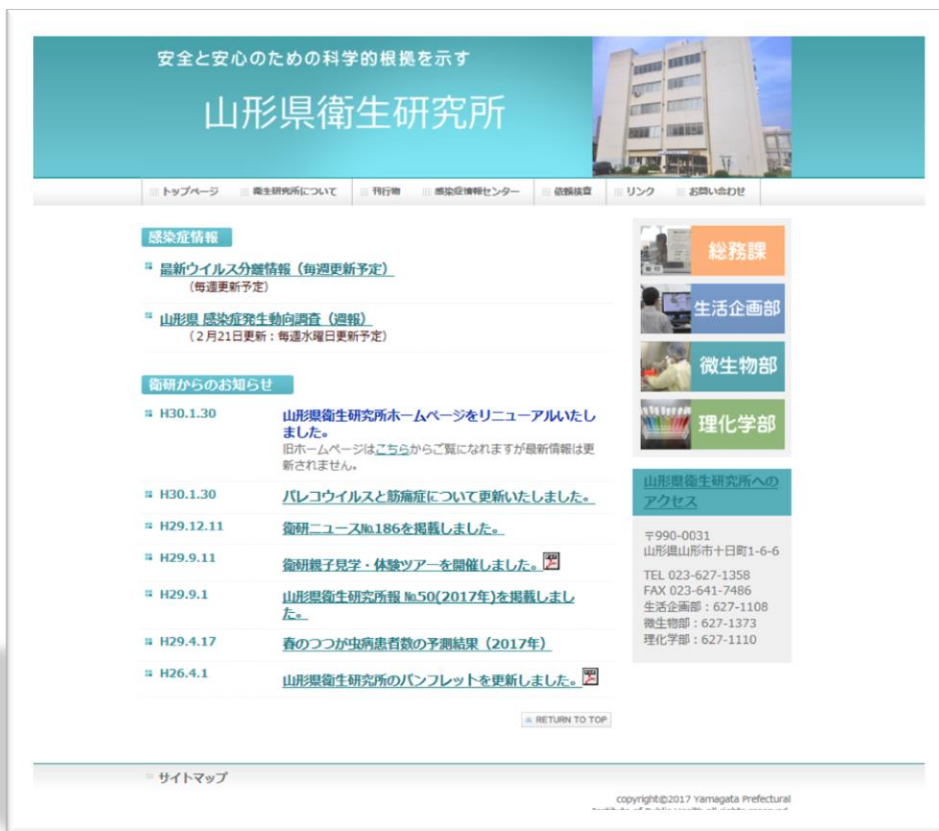 安全と安心のための科学的根拠を示す
山形県衛生研究所
トップページ
衛生研究所について
刊行物
感染症情報センター
依頼検査
リンク
お問い合わせ
感染症情報
最新ウイルス分離情報（毎週更新予定）
（毎週更新予定）
山形県 感染症発生動向調査（週報）
（２月21日更新：毎週水曜日更新予定）
衛研からのお知らせ
H30.1.30
山形県衛生研究所ホームページをリニューアルいたし
ました。
旧ホームページはこちらからご覧になれますが最新情報は更
新されません。
H30.1.30
パレコウイルスと筋痛症について更新いたしました。
H29.12.11
衛研ニュース№186を掲載しました。
H29.9.11
衛研親子見学・体験ツアーを開催しました。
H29.9.1
山形県衛生研究所報 №50(2017年)を掲載しまし
た。
H29.4.17
春のつつが虫病患者数の予測結果（2017年）
H26.4.1
山形県衛生研究所のパンフレットを更新しました。
RETURN TO TOP
総務課
生活企画部
微生物部
理化学部
山形県衛生研究所への
アクセス
〒990-0031
山形県山形市十日町1-6-6
TEL 023-627-1358
FAX 023-641-7486
生活企画部：627-1108
微生物部：627-1373
理化学部：627-1110
サイトマップ
copyright©2017 Yamagata Prefectural
Institute of Public Health all rights reserved.